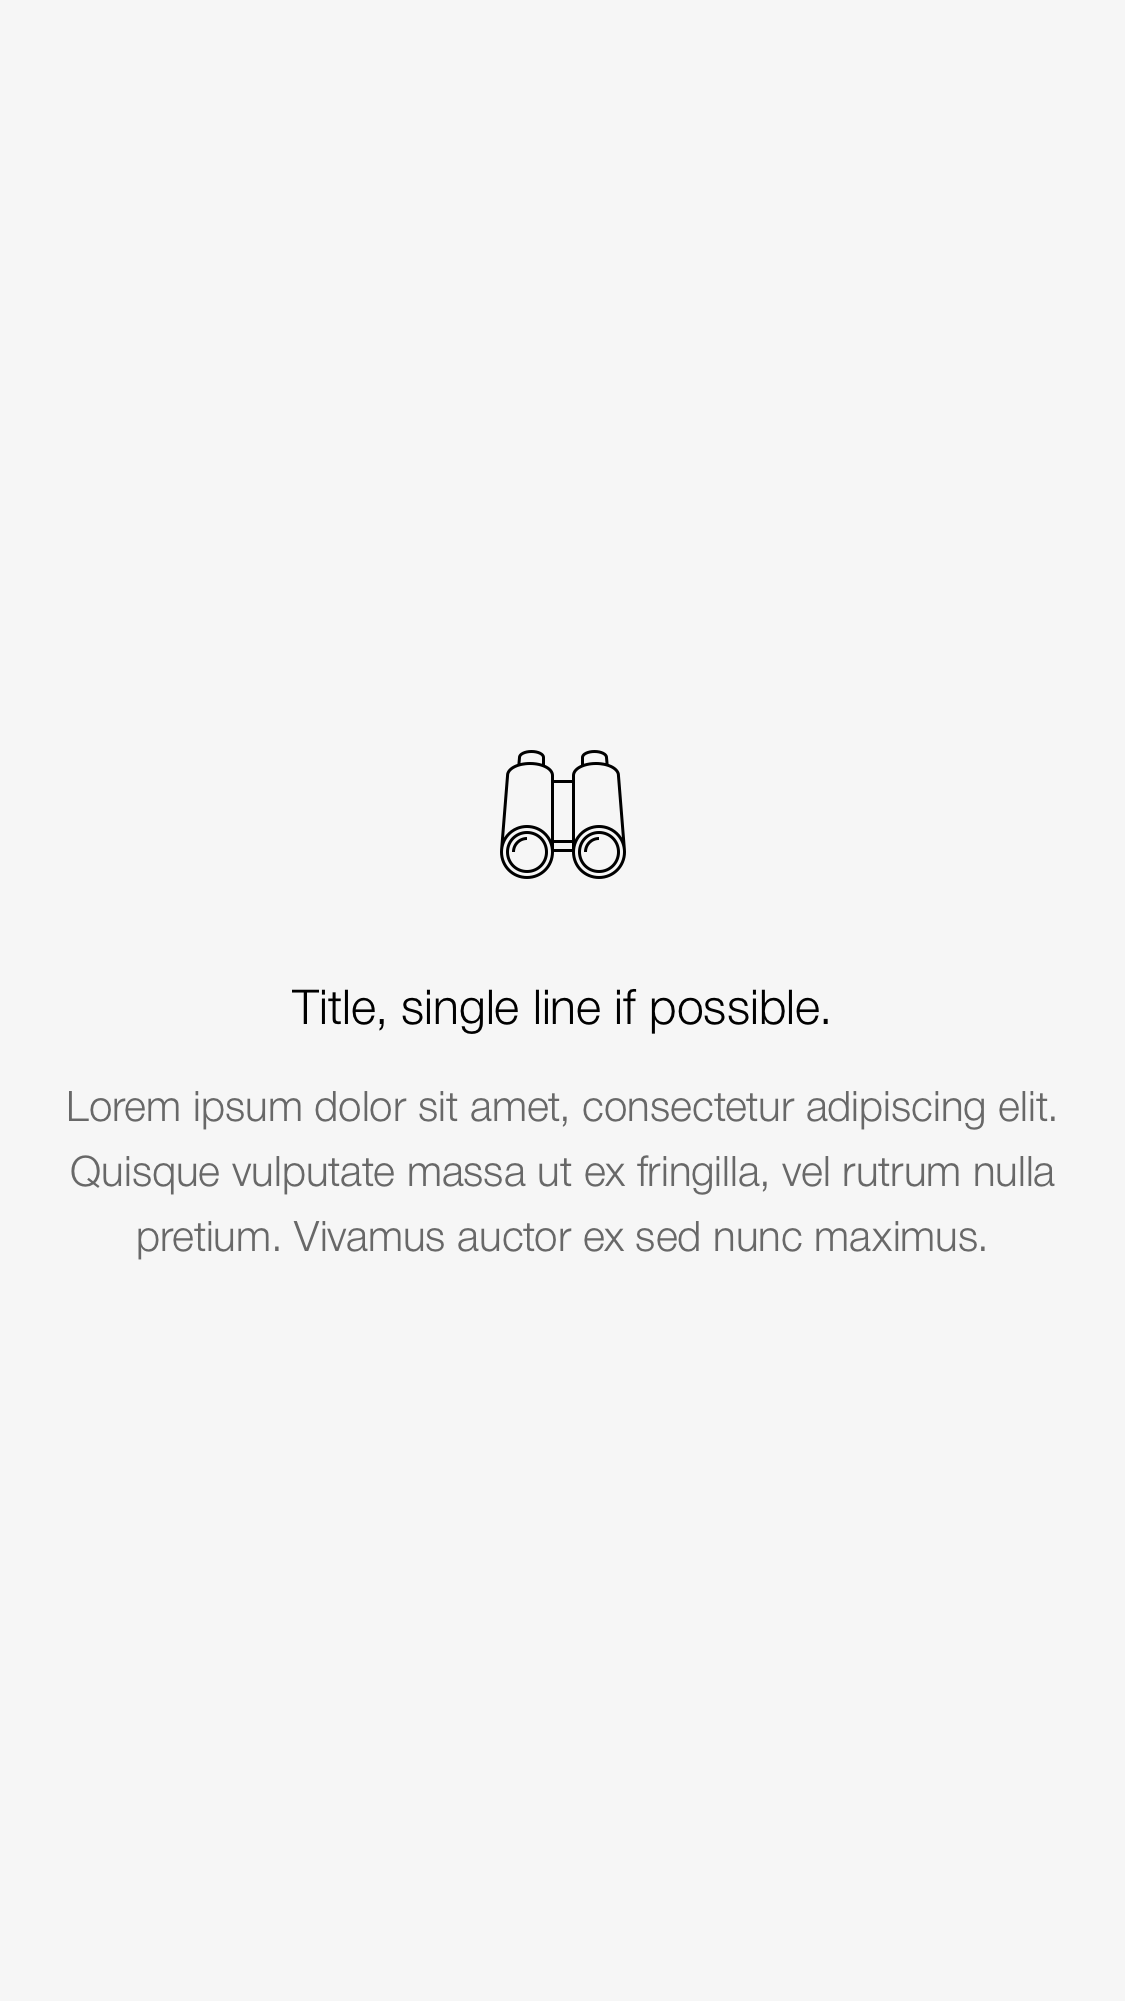 Title, single line if possible.
Lorem ipsum dolor sit amet, consectetur adipiscing elit.
Quisque vulputate massa ut ex fringilla, vel rutrum nulla
pretium. Vivamus auctor ex sed nunc maximus.